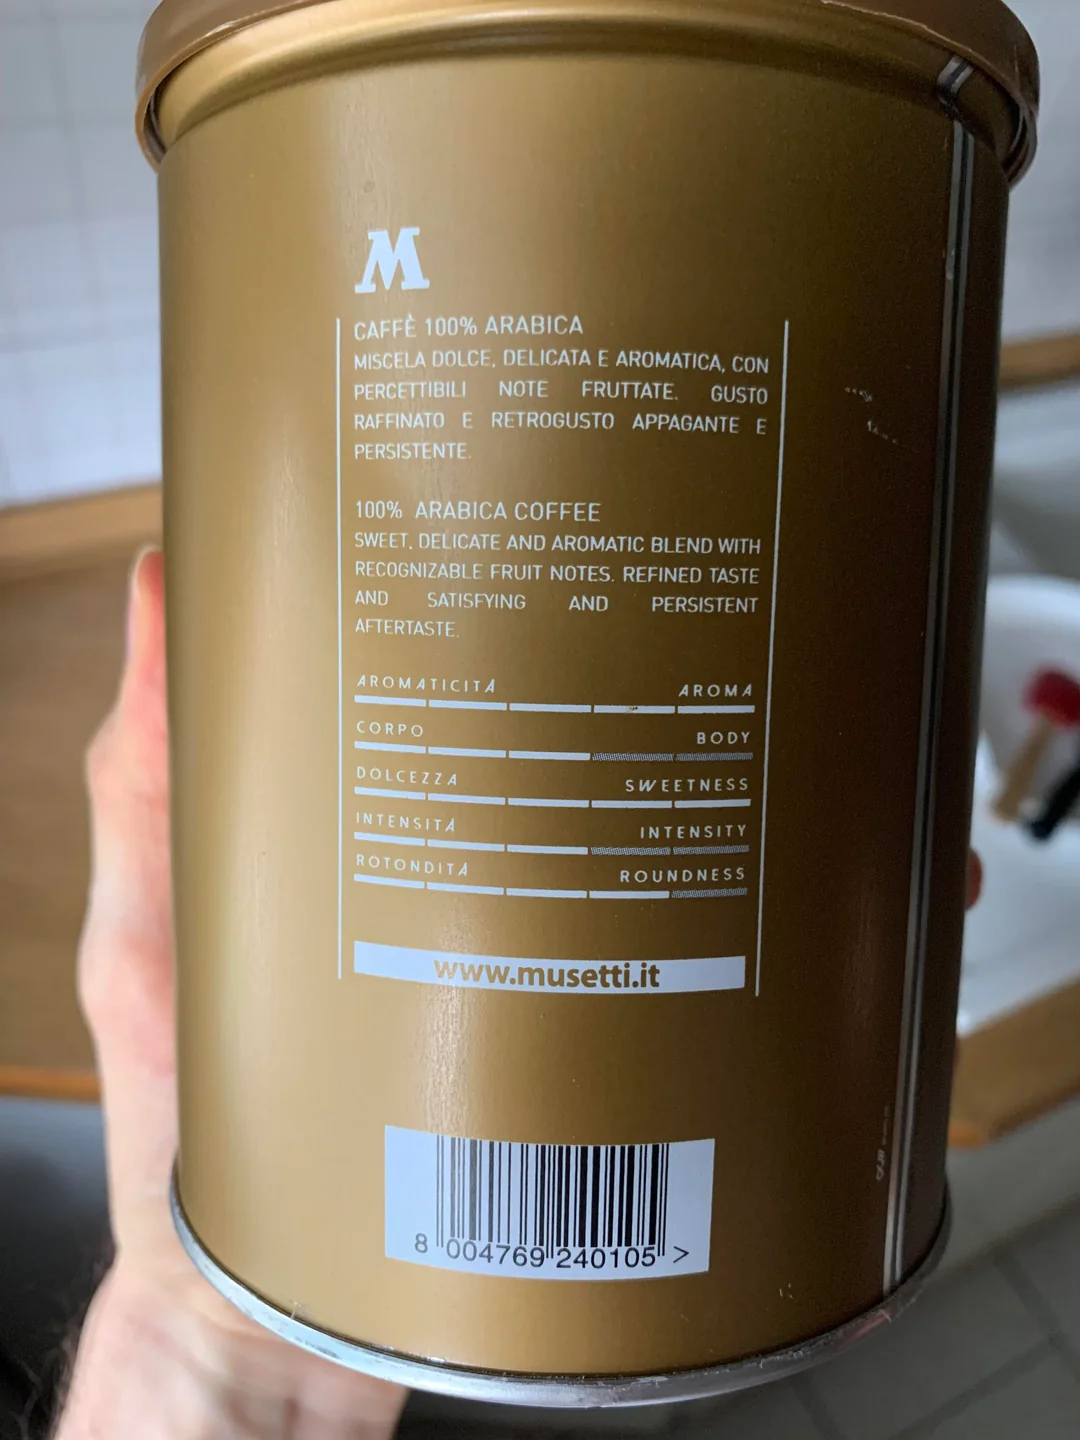 M
CAFFÈ 100% ARABICA
MISCELA DOLCE, DELICATA E AROMATICA, CON
PERCETTIBILI NOTE FRUTTATE. GUSTO
RAFFINATO E RETROGUSTO APPAGANTE E
PERSISTENTE.
100% ARABICA COFFEE
SWEET, DELICATE AND AROMATIC BLEND WITH
RECOGNIZABLE FRUIT NOTES. REFINED TASTE
AND SATISFYING AND PERSISTENT
AFTERTASTE.
AROMATICITÀ AROMA
CORPO BODY
DOLCEZZA SWEETNESS
INTENSITÀ INTENSITY
ROTONDITÀ ROUNDNESS
www.musetti.it
8 004769 240105 >